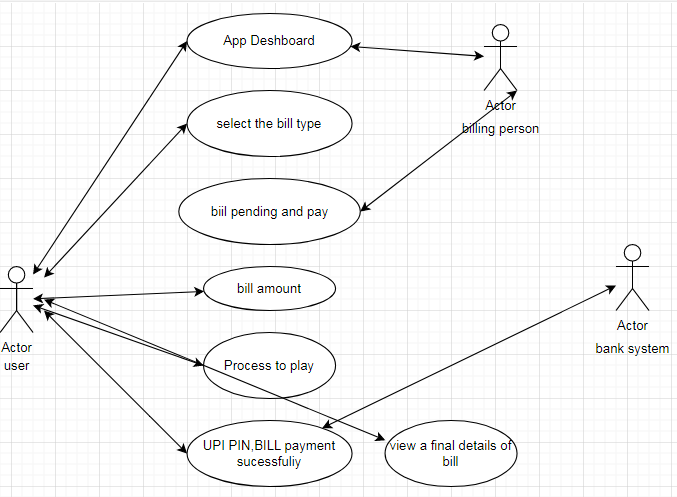 App Deshboard
Actor
billing person
select the bill type
biil pending and pay
bill amount
Actor
user
Actor
bank system
Process to play
UPI PIN,BILL payment
sucessfuliy
view a final details of
bill